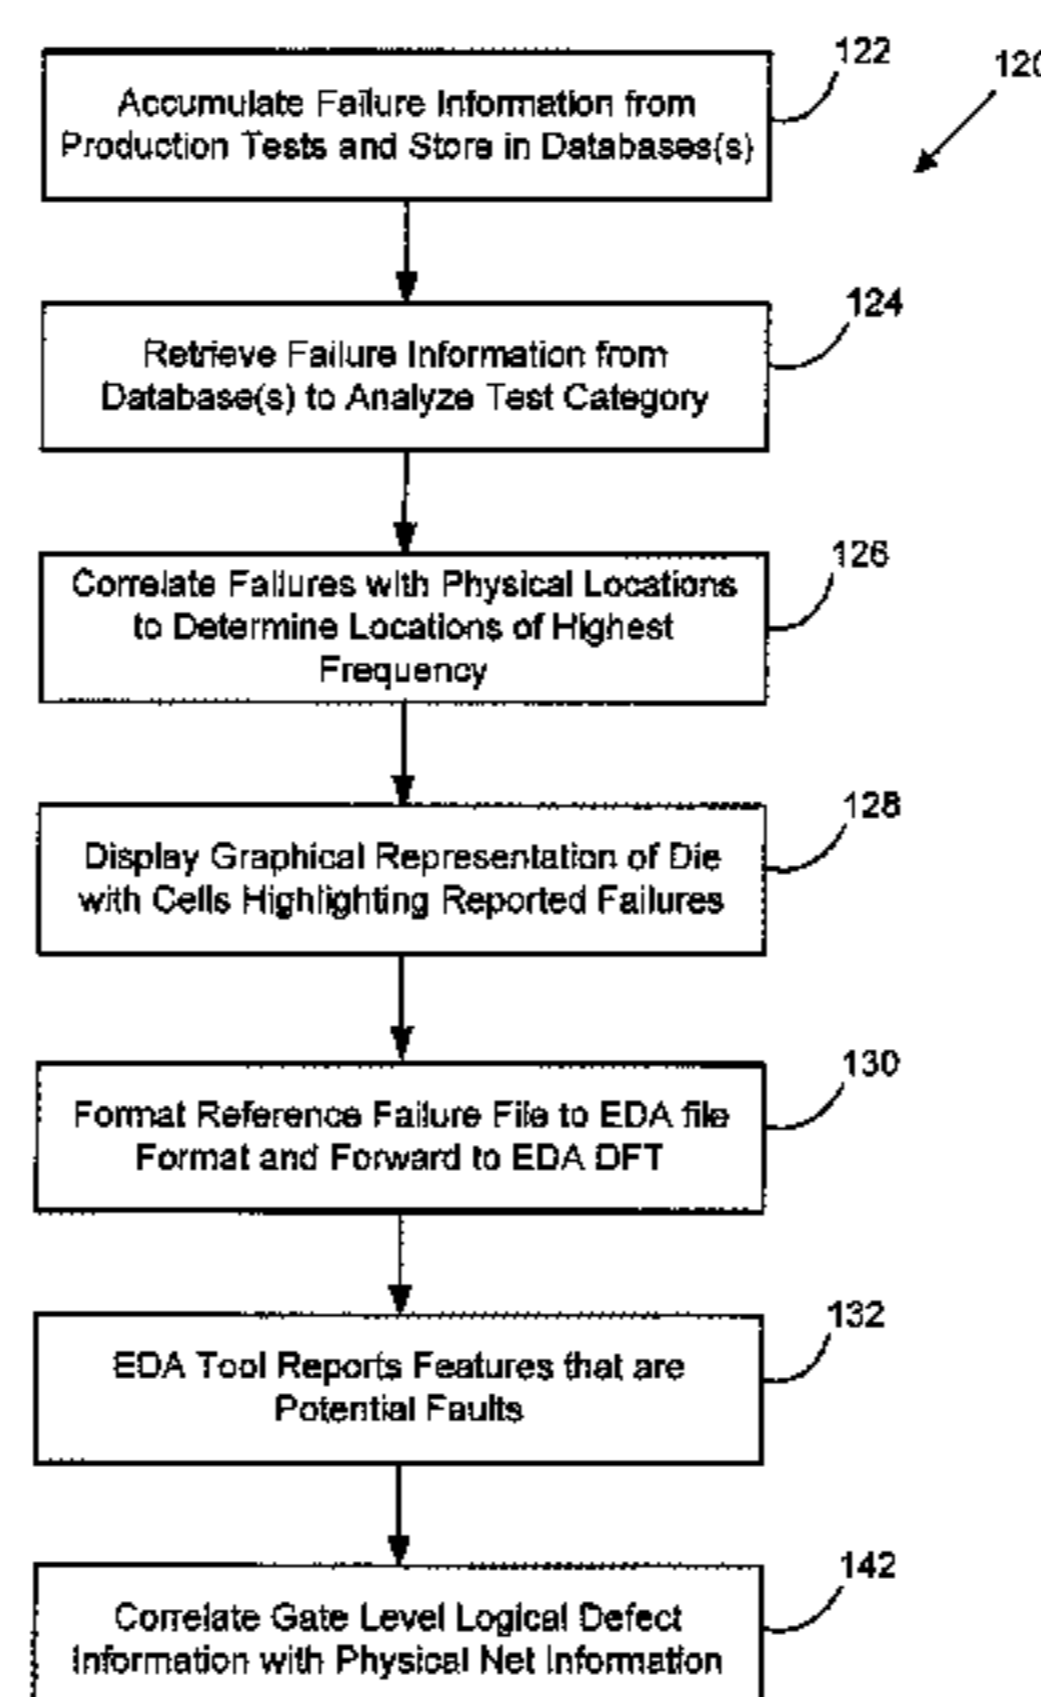 122
120
Accumulate Failure Information from
Production Tests and Store in Databases(s)
124
Retrieve Failure Information from
Database(s) to Analyze Test Category
126
Correlate Failures with Physical Locations
to Determine Locations of Highest
Frequency
128
Display Graphical Representation of Die
with Cells Highlighting Reported Failures
130
Format Reference Failure File to EDA file
Format and Forward to EDA DFT
132
EDA Tool Reports Features that are
Potential Faults
142
Correlate Gate Level Logical Defect
Information with Physical Net Information